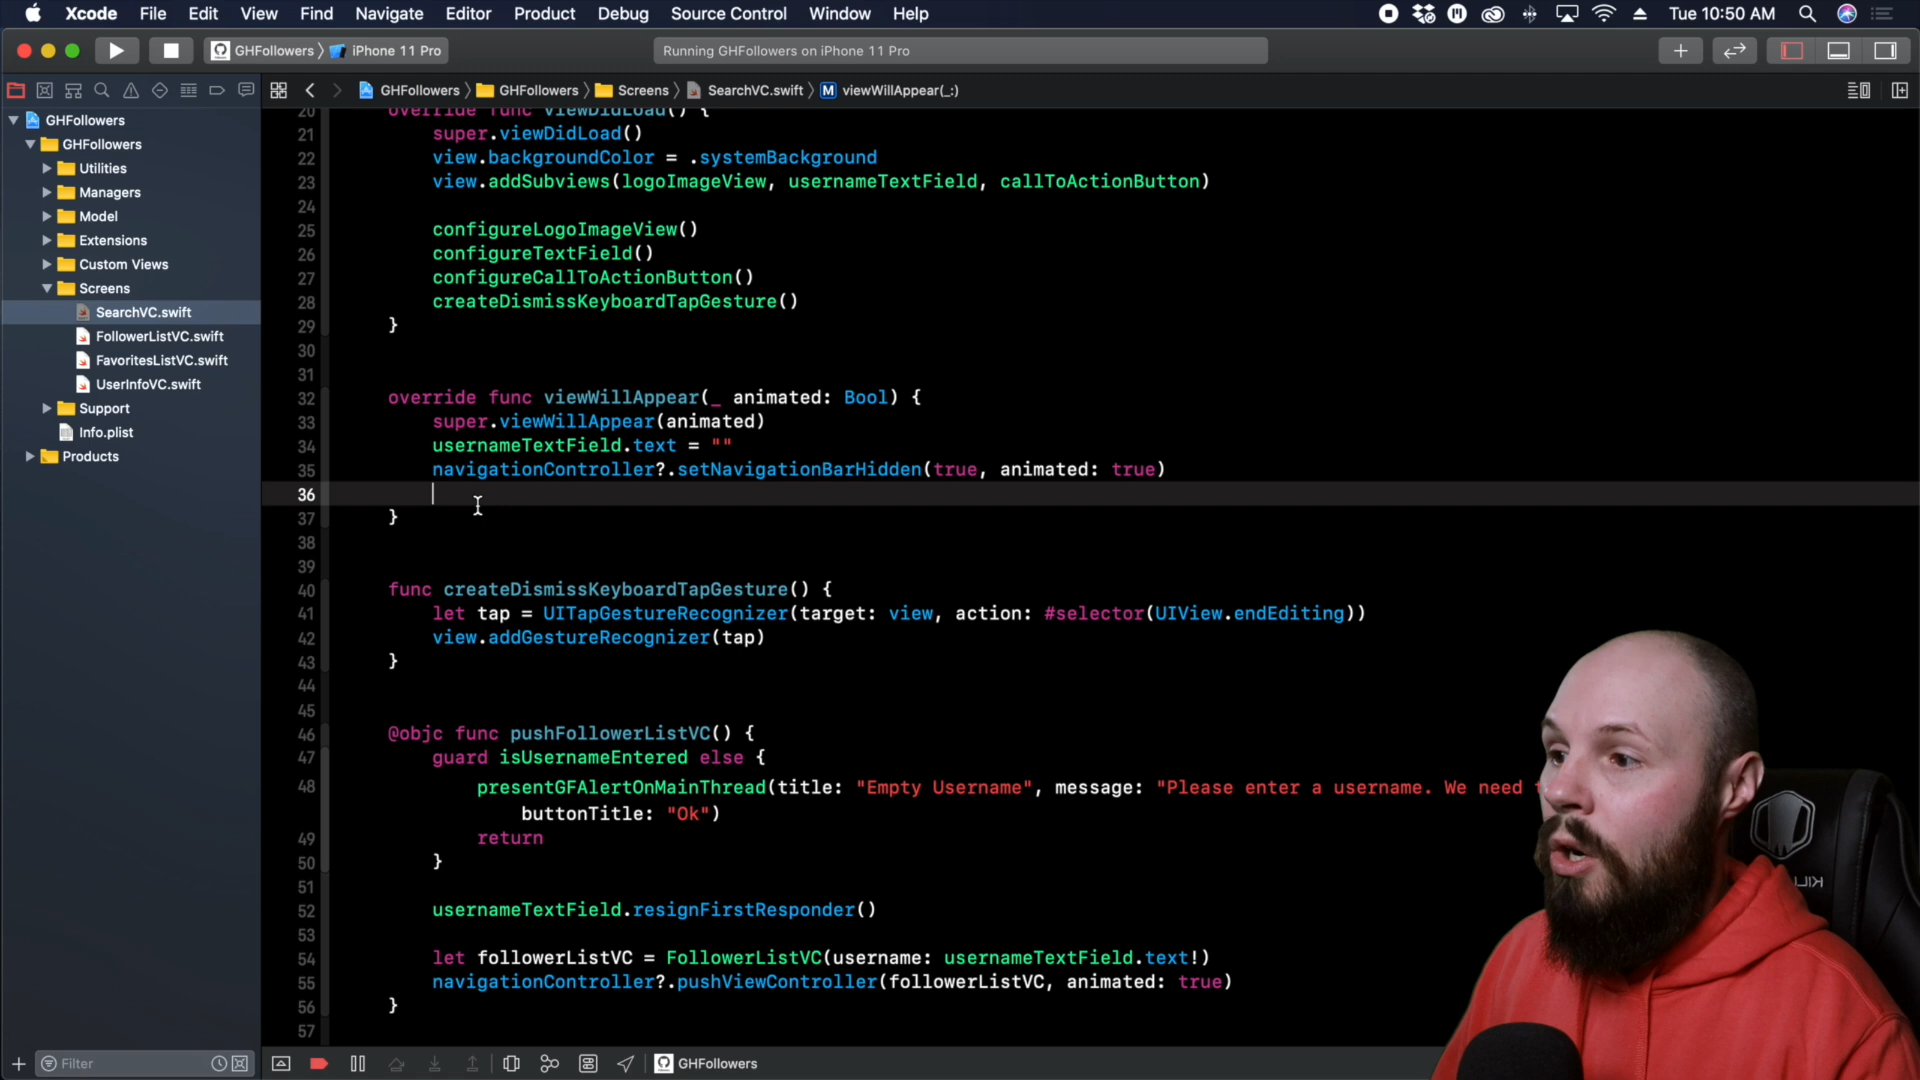 Xcode File Edit View Find Navigate Editor Product Debug Source Control Window Help Tue 10:50 AM
GHFollowers iPhone 11 Pro Running GHFollowers on iPhone 11 Pro
GHFollowers GHFollowers Screens SearchVC.swift M viewWillAppear(_:)
GHFollowers
GHFollowers
Utilities
Managers
Model
Extensions
Custom Views
Screens
SearchVC.swift
FollowerListVC.swift
FavoritesListVC.swift
UserInfoVC.swift
Support
Info.plist
Products
Filter
20 override func viewDidLoad() {
21 super.viewDidLoad()
22 view.backgroundColor = .systemBackground
23 view.addSubviews(logoImageView, usernameTextField, callToActionButton)
24
25 configureLogoImageView()
26 configureTextField()
27 configureCallToActionButton()
28 createDismissKeyboardTapGesture()
29 }
30
31
32 override func viewWillAppear(_ animated: Bool) {
33 super.viewWillAppear(animated)
34 usernameTextField.text = ""
35 navigationController?.setNavigationBarHidden(true, animated: true)
36
37 }
38
39
40 func createDismissKeyboardTapGesture() {
41 let tap = UITapGestureRecognizer(target: view, action: #selector(UIView.endEditing))
42 view.addGestureRecognizer(tap)
43 }
44
45
46 @objc func pushFollowerListVC() {
47 guard isUsernameEntered else {
48 presentGFAlertOnMainThread(title: "Empty Username", message: "Please enter a username. We need
buttonTitle: "Ok")
49 return
50 }
51
52 usernameTextField.resignFirstResponder()
53
54 let followerListVC = FollowerListVC(username: usernameTextField.text!)
55 navigationController?.pushViewController(followerListVC, animated: true)
56 }
57
GHFollowers